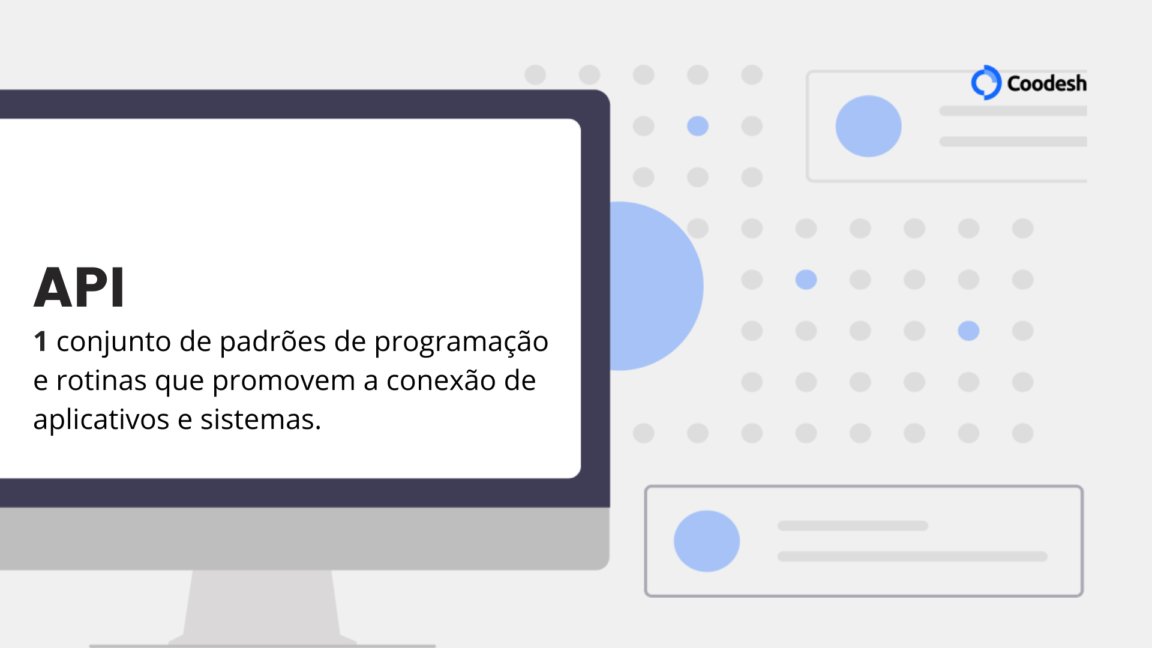 Coodesh
API
1 conjunto de padrões de programação
e rotinas que promovem a conexão de
aplicativos e sistemas.